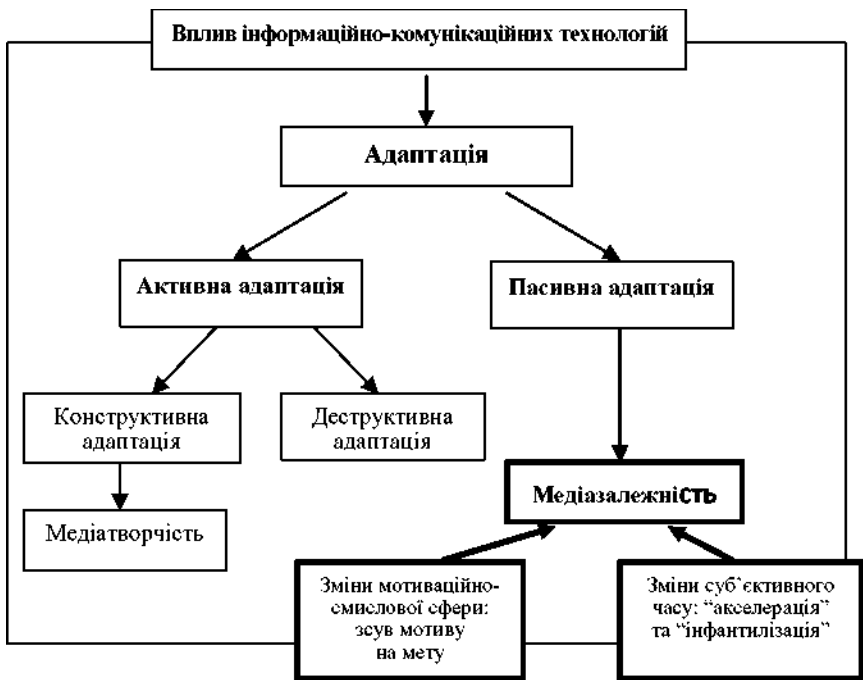 Вплив інформаційно-комунікаційних технологій
Адаптація
Активна адаптація
Пасивна адаптація
Конструктивна
адаптація
Деструктивна
адаптація
Медіазалежність
Медіатворчість
Зміни мотиваційно-
смислової сфери:
зсув мотиву
на мету
Зміни суб’єктивного
часу: “акселерація”
та “інфантилізація”